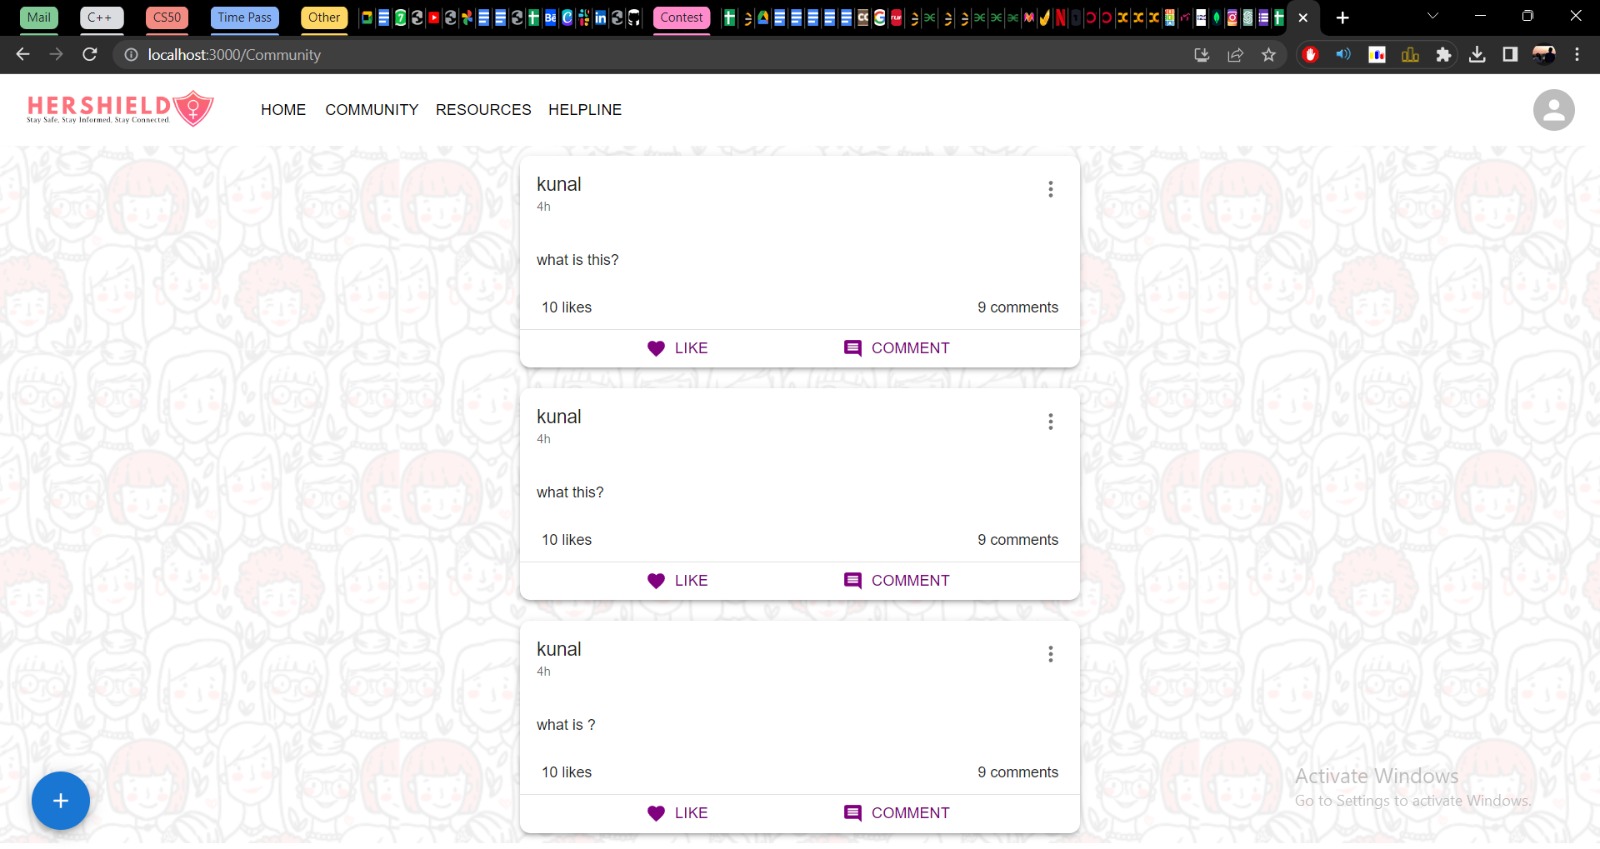 Mail C++ CS50 Time Pass Other Contest
localhost:3000/Community
HERSHIELD
Stay Safe, Stay Informed, Stay Connected.
HOME COMMUNITY RESOURCES HELPLINE
kunal
4h
what is this?
10 likes 9 comments
LIKE COMMENT
kunal
4h
what this?
10 likes 9 comments
LIKE COMMENT
kunal
4h
what is ?
10 likes 9 comments
LIKE COMMENT
Activate Windows
Go to Settings to activate Windows.